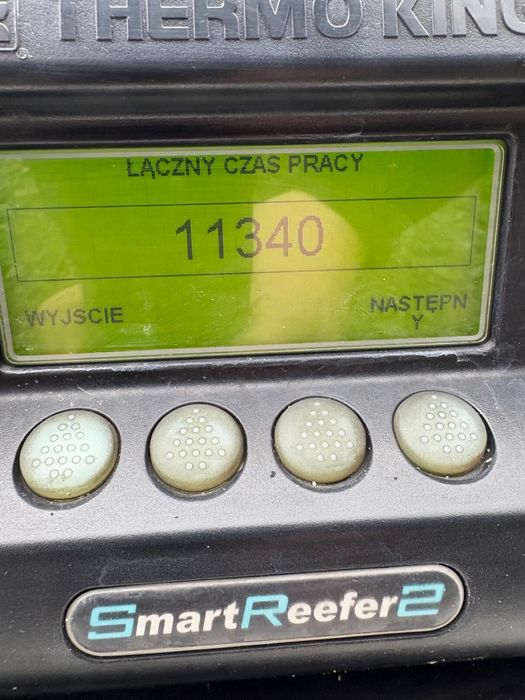 THERMO KING
ŁĄCZNY CZAS PRACY
11340
WYJSCIE
NASTĘPN
Y
SmartReefer2